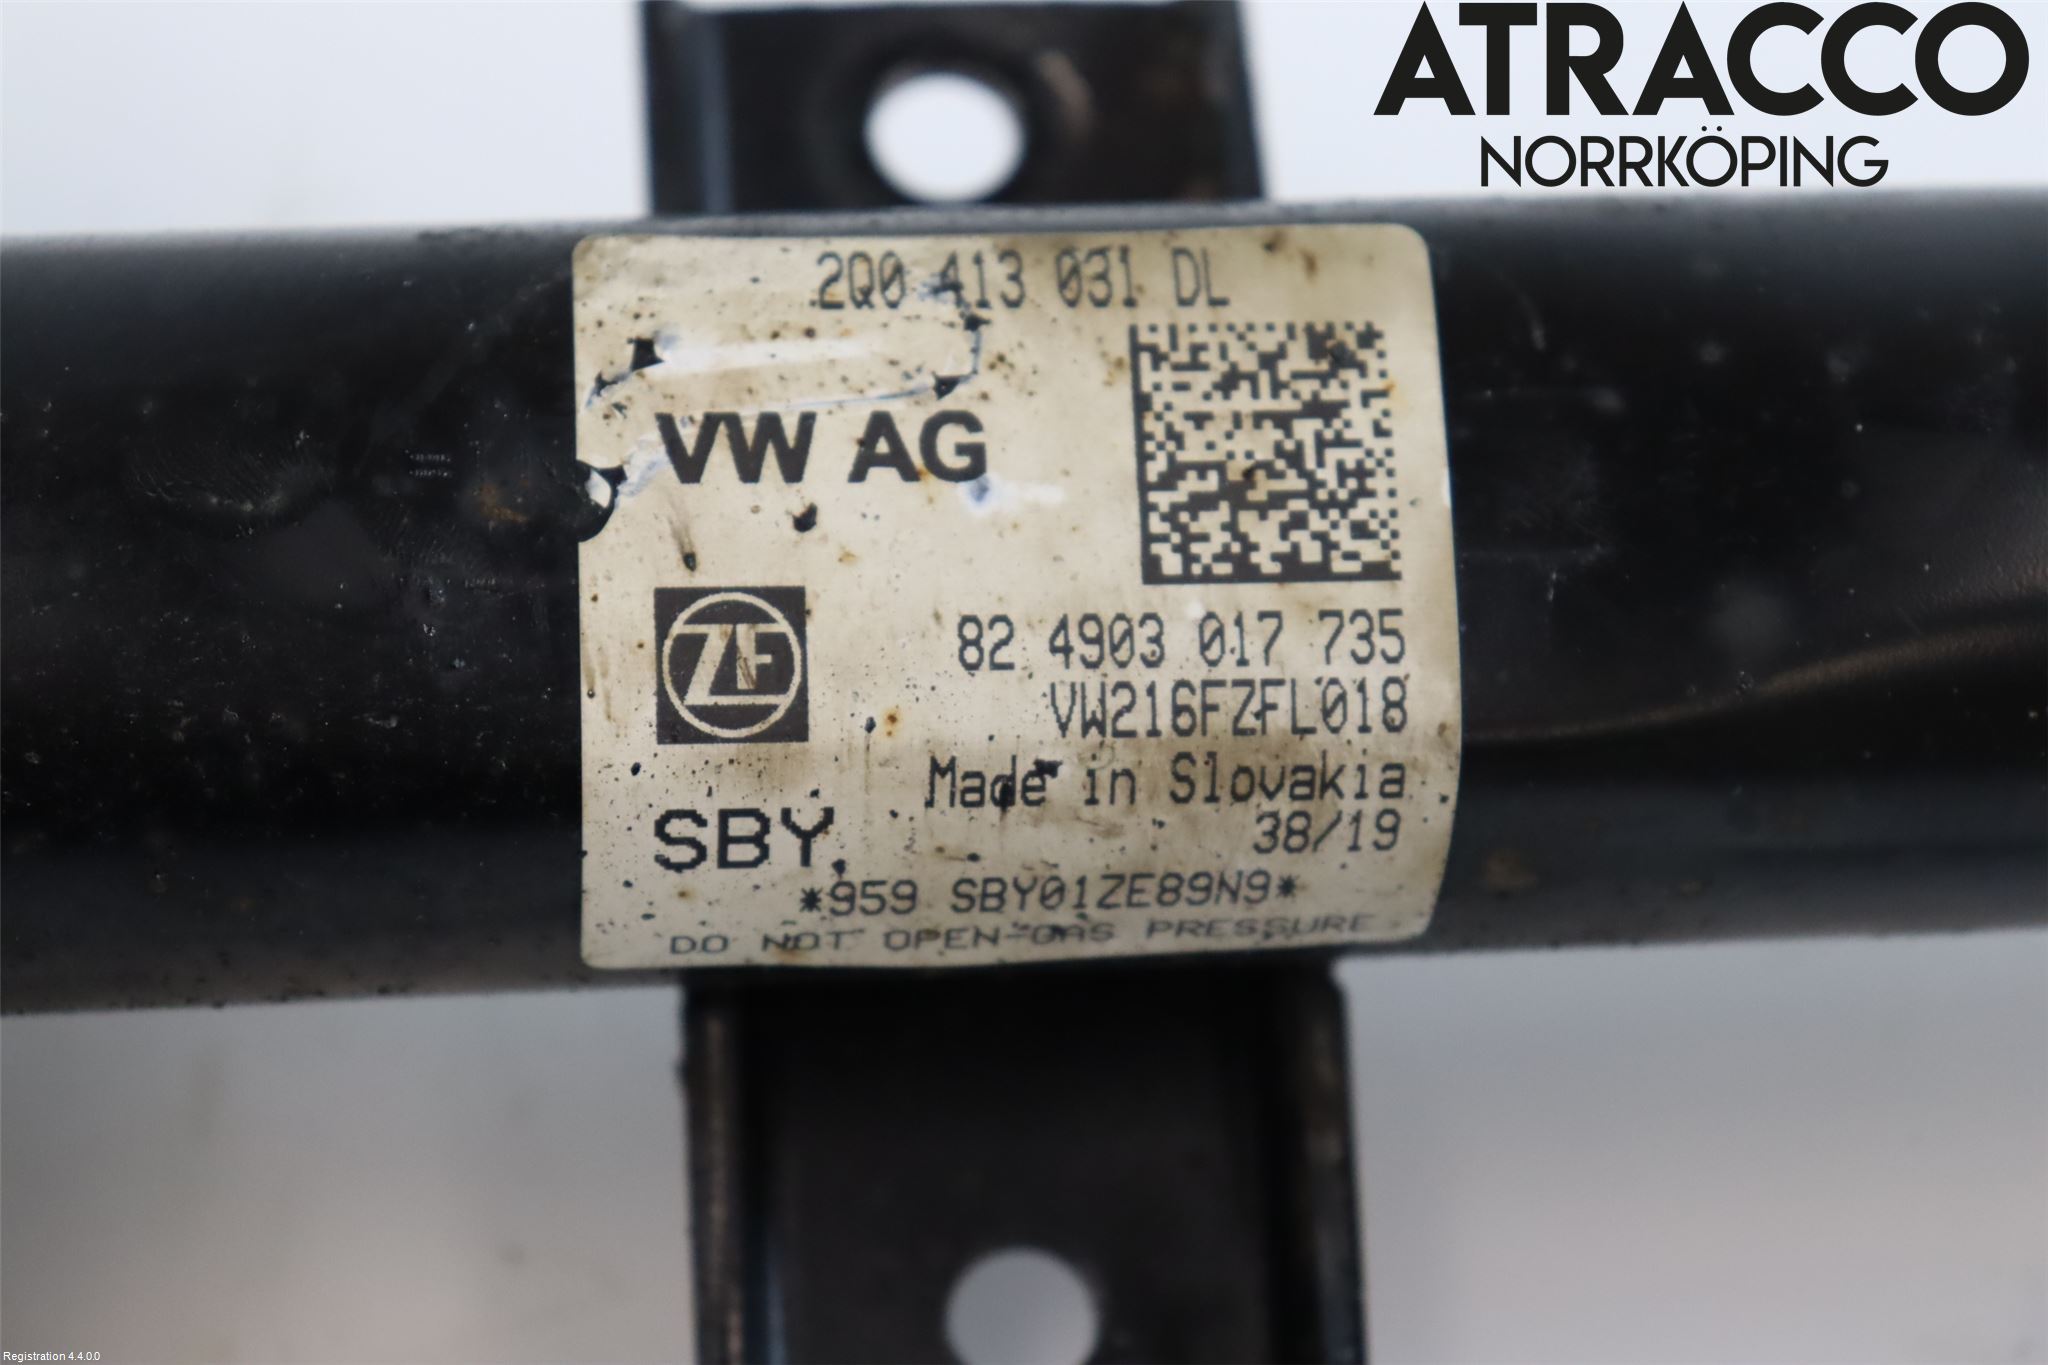 ATRACCO
NORRKÖPING
2Q0 413 031 DL
VW AG
ZF
82 4903 017 735
VW216FZFL018
Made in Slovakia
SBY
38/19
*959 SBY01ZE89N9*
DO NOT OPEN-GAS PRESSURE
Registration 4.4.0.0